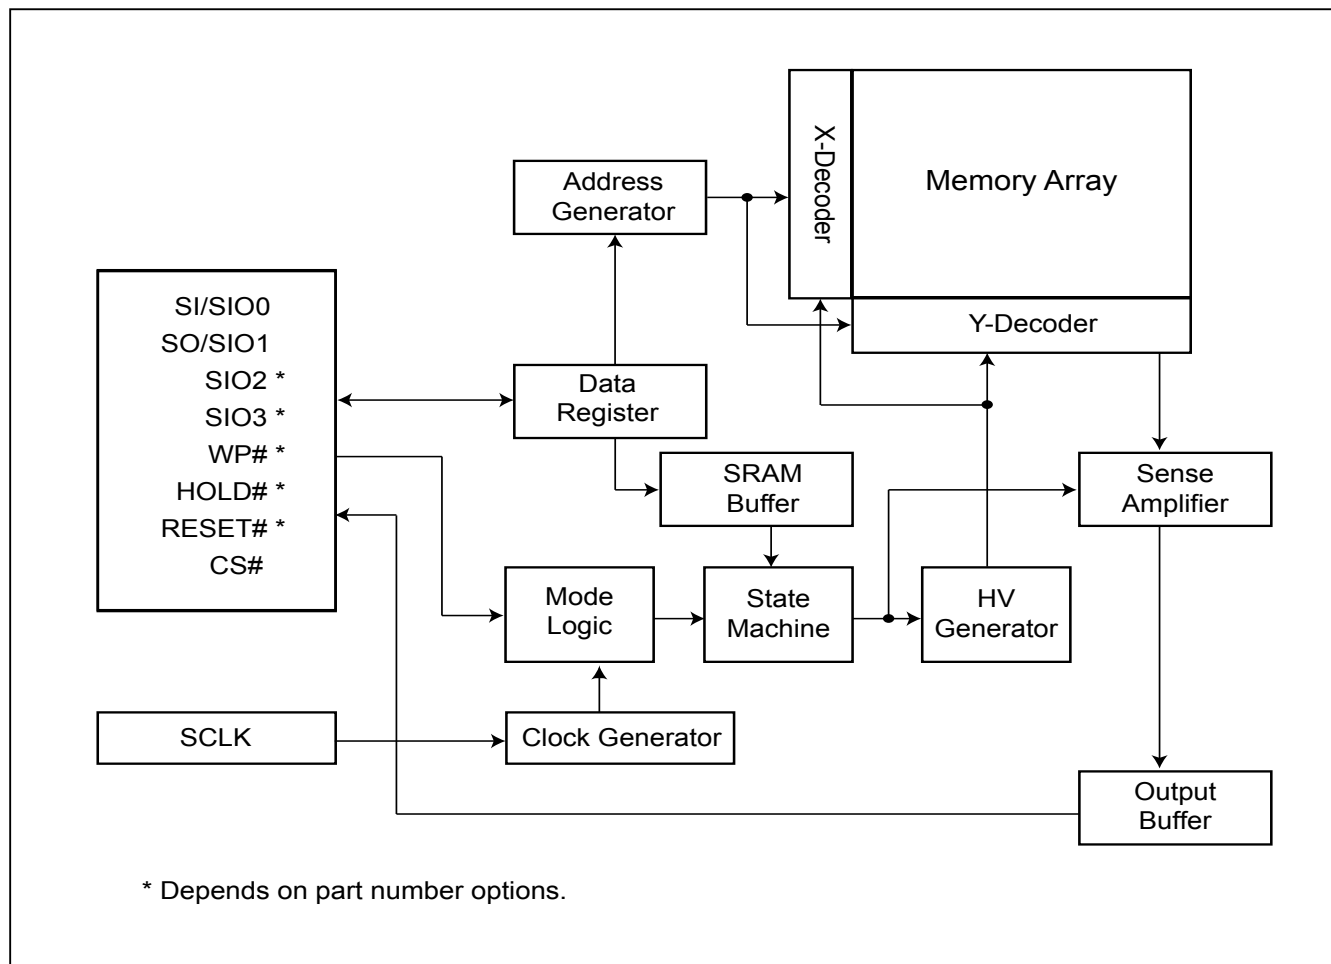 X-Decoder
Memory Array
Address
Generator
Y-Decoder
SI/SIO0
SO/SIO1
SIO2 *
SIO3 *
WP# *
HOLD# *
RESET# *
CS#
Data
Register
SRAM
Buffer
Sense
Amplifier
Mode
Logic
State
Machine
HV
Generator
SCLK
Clock Generator
Output
Buffer
* Depends on part number options.